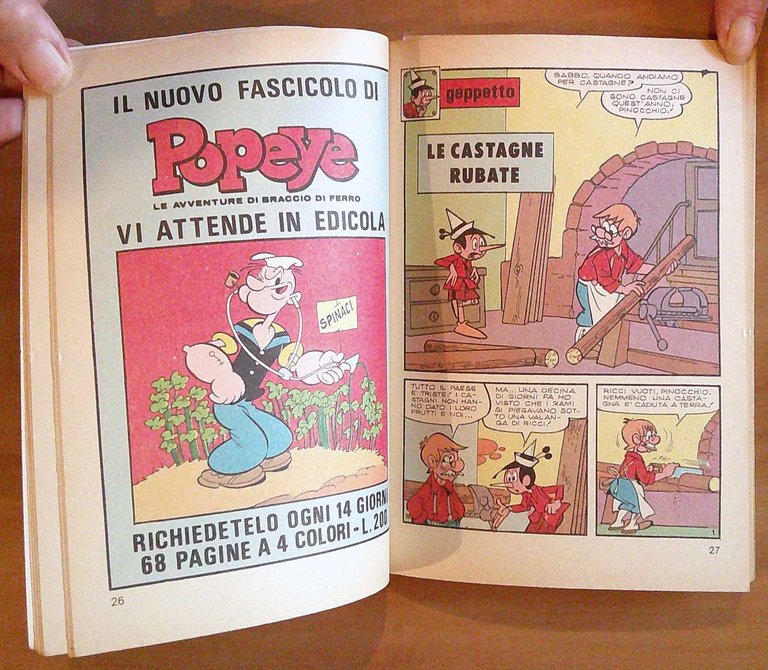 IL NUOVO FASCICOLO DI
Popeye
LE AVVENTURE DI BRACCIO DI FERRO
VI ATTENDE IN EDICOLA
SPINACI
RICHIEDETELO OGNI 14 GIORNI
68 PAGINE A 4 COLORI - L. 200
26
geppetto
LE CASTAGNE
RUBATE
BABBO, QUANDO ANDIAMO
PER CASTAGNE?
NON CI
SONO CASTAGNE
QUEST'ANNO,
PINOCCHIO!
TUTTO IL PAESE
E' TRISTE! I CA-
STAGNI NON HAN-
NO DATO I LORO
FRUTTI E NOI...
MA... UNA DECINA
DI GIORNI FA HO
VISTO CHE I RAMI
SI PIEGAVANO SOT-
TO UNA VALAN-
GA DI RICCI!
RICCI VUOTI, PINOCCHIO.
NEMMENO UNA CASTA-
GNA E' CADUTA A TERRA!
1
27